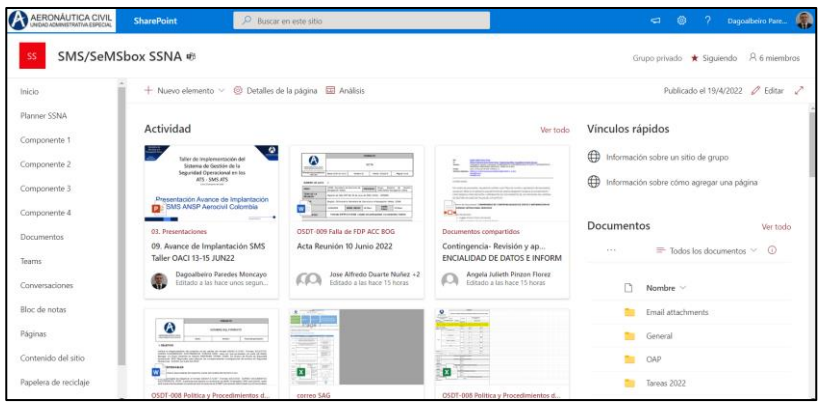 AERONÁUTICA CIVIL
UNIDAD ADMINISTRATIVA ESPECIAL
SharePoint
Buscar en este sitio
?
Dagoalbeiro Pare...
SS
SMS/SeMSbox SSNA
Grupo privado ★ Siguiendo 6 miembros
Inicio
Planner SSNA
Componente 1
Componente 2
Componente 3
Componente 4
Documentos
Teams
Conversaciones
Bloc de notas
Páginas
Contenido del sitio
Papelera de reciclaje
+ Nuevo elemento Detalles de la página Análisis
Publicado el 19/4/2022 Editar
Actividad
Ver todo
Taller de Implementación del
Sistema de Gestión de la
Seguridad Operacional en los
ATS - SMS ATS
Presentación Avance de Implantación
SMS ANSP Aerocivil Colombia
03. Presentaciones
09. Avance de Implantación SMS
Taller OACI 13-15 JUN22
Dagoalbeiro Paredes Moncayo
Editado a las hace unos segun...
OSDT-009 Falla de FDP ACC BOG
Acta Reunión 10 Junio 2022
Jose Alfredo Duarte Nuñez +2
Editado a las hace 15 horas
Documentos compartidos
Contingencia- Revisión y ap...
ENCIALIDAD DE DATOS E INFORM
Angela Julieth Pinzon Florez
Editado a las hace 15 horas
OSDT-008 Politica y Procedimientos d...
correo SAG
OSDT-008 Politica y Procedimientos d...
Vínculos rápidos
Información sobre un sitio de grupo
Información sobre cómo agregar una página
Documentos
Ver todo
... Todos los documentos
Nombre
Email attachments
General
OAP
Tareas 2022